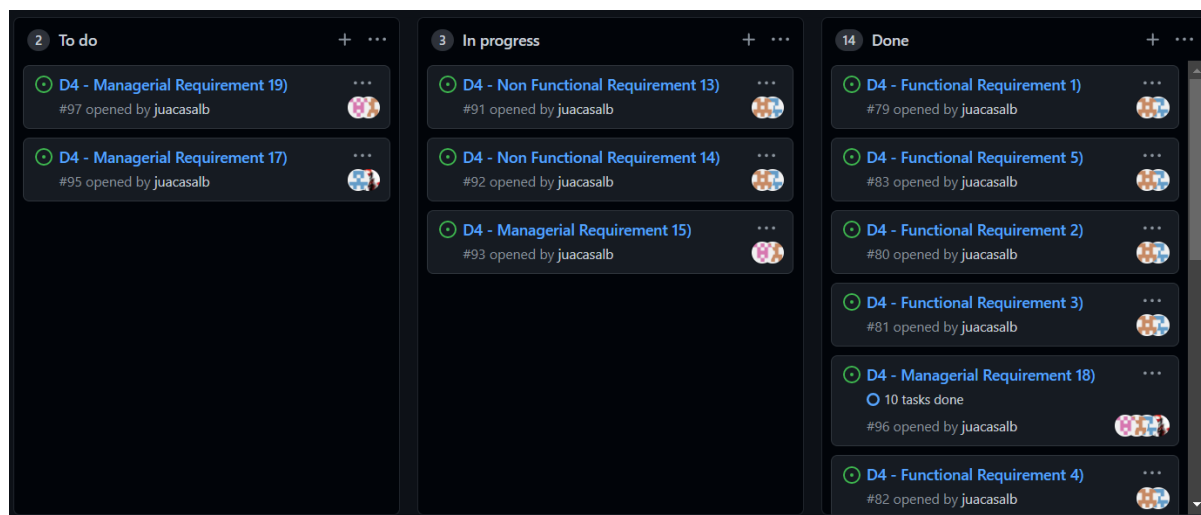 2 To do
D4 - Managerial Requirement 19)
#97 opened by juacasalb
D4 - Managerial Requirement 17)
#95 opened by juacasalb
3 In progress
D4 - Non Functional Requirement 13)
#91 opened by juacasalb
D4 - Non Functional Requirement 14)
#92 opened by juacasalb
D4 - Managerial Requirement 15)
#93 opened by juacasalb
14 Done
D4 - Functional Requirement 1)
#79 opened by juacasalb
D4 - Functional Requirement 5)
#83 opened by juacasalb
D4 - Functional Requirement 2)
#80 opened by juacasalb
D4 - Functional Requirement 3)
#81 opened by juacasalb
D4 - Managerial Requirement 18)
10 tasks done
#96 opened by juacasalb
D4 - Functional Requirement 4)
#82 opened by juacasalb